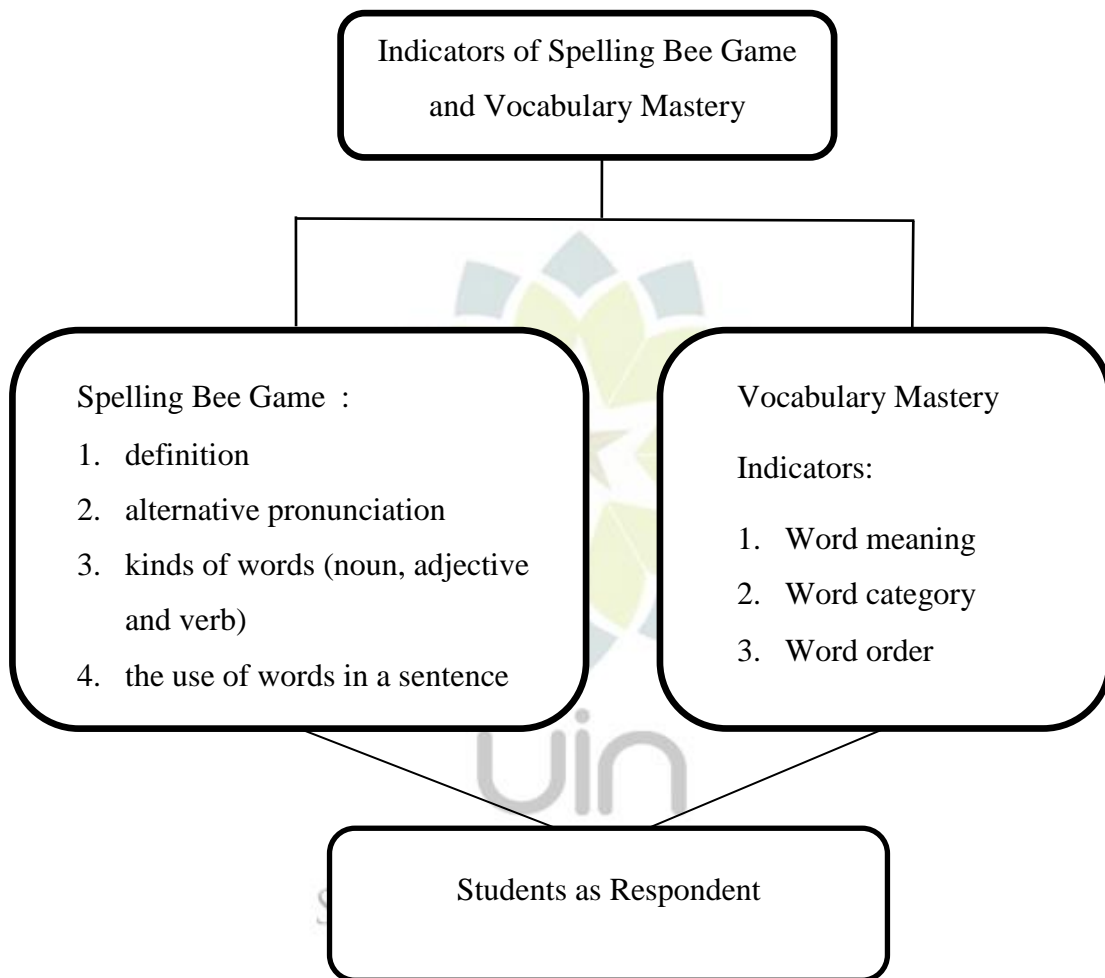 Indicators of Spelling Bee Game
and Vocabulary Mastery
Spelling Bee Game :
1. definition
2. alternative pronunciation
3. kinds of words (noun, adjective
and verb)
4. the use of words in a sentence
Vocabulary Mastery
Indicators:
1. Word meaning
2. Word category
3. Word order
uin
Students as Respondent